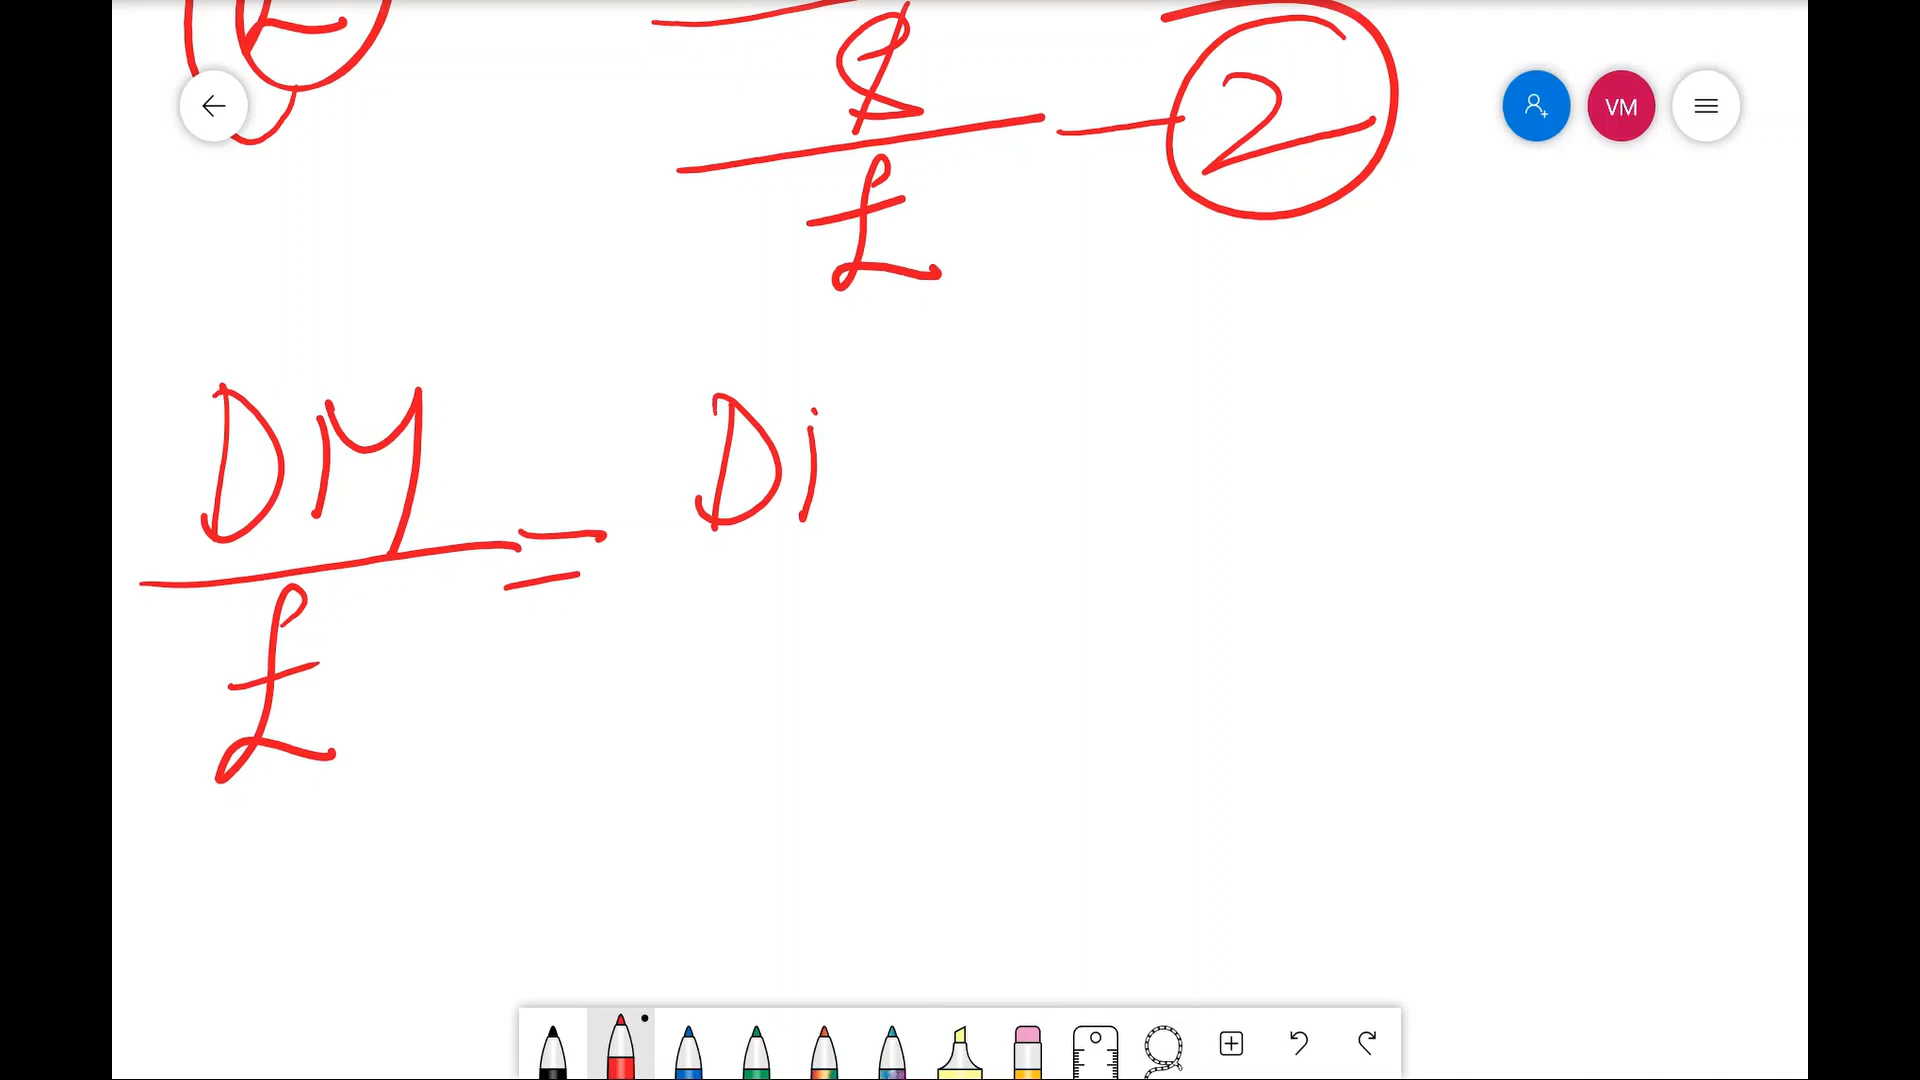 $
— 2
£
DM = Di
£
VM